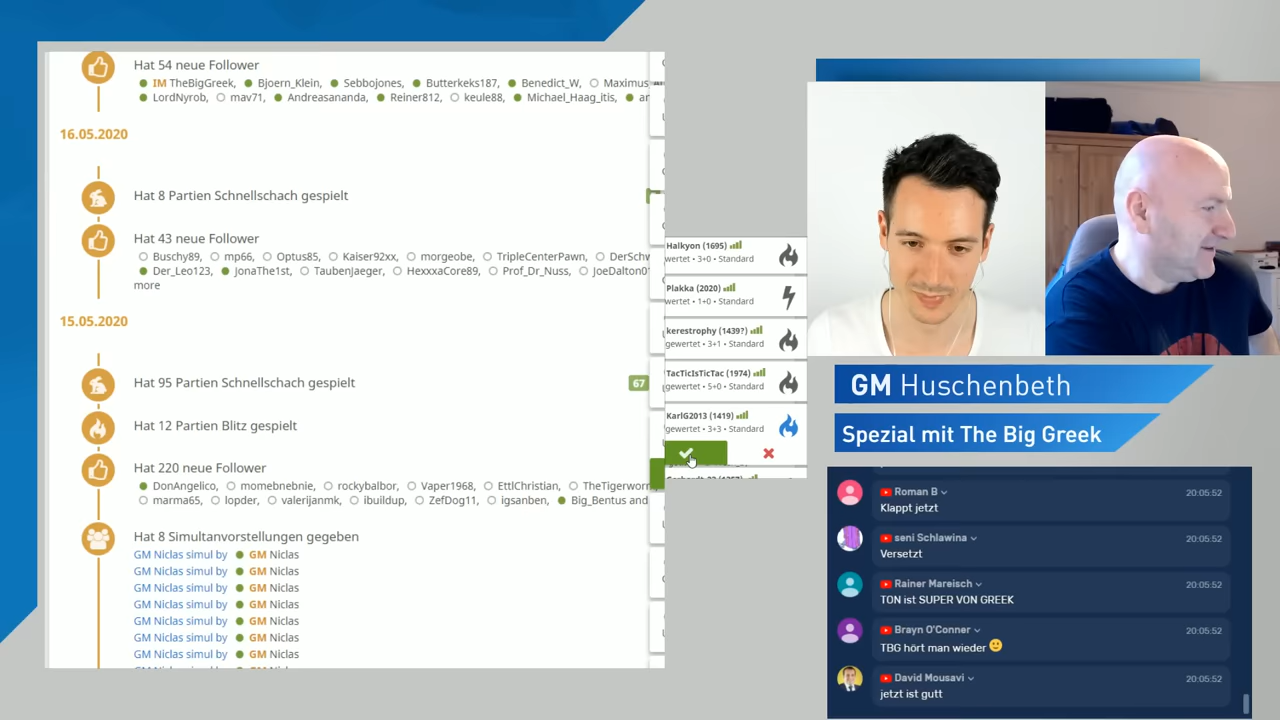 Hat 54 neue Follower
IM TheBigGreek, Bjoern_Klein, Sebbojones, Butterkeks187, Benedict_W,
LordNyrob, mav71, Andreasananda, Reiner812, keule88, Michael_Haag_itis,
16.05.2020
Hat 8 Partien Schnellschach gespielt
Hat 43 neue Follower
Buschy89, mp66, Optus85, Kaiser92xx, morgeobe, TripleCenterPawn,
Der_Leo123, JonaThe1st, TaubenJaeger, HexxxaCore89, Prof_Dr_Nuss,
more
15.05.2020
Hat 95 Partien Schnellschach gespielt
67
Hat 12 Partien Blitz gespielt
Hat 220 neue Follower
DonAngelico, momebnebnie, rockybalbor, Vaper1968, EttlChristian,
marma65, lopder, valerijanmk, ibuildup, ZefDog11, igsanben, Big_Bentus and
Hat 8 Simultanvorstellungen gegeben
GM Niclas simul by GM Niclas
GM Niclas simul by GM Niclas
GM Niclas simul by GM Niclas
GM Niclas simul by GM Niclas
GM Niclas simul by GM Niclas
GM Niclas simul by GM Niclas
GM Niclas simul by GM Niclas
Halkyon (1695)
wertet • 3+0 • Standard
Plakka (2020)
wertet • 1+0 • Standard
kerestrophy (1439?)
gewertet • 3+1 • Standard
TacTicIsTicTac (1974)
gewertet • 5+0 • Standard
KarlG2013 (1419)
gewertet • 3+3 • Standard
GM Huschenbeth
Spezial mit The Big Greek
Roman B 20:05:52
Klappt jetzt
seni Schlawina 20:05:52
Versetzt
Rainer Mareisch 20:05:52
TON ist SUPER VON GREEK
Brayn O'Conner 20:05:52
TBG hört man wieder 🙂
David Mousavi 20:05:52
jetzt ist gutt